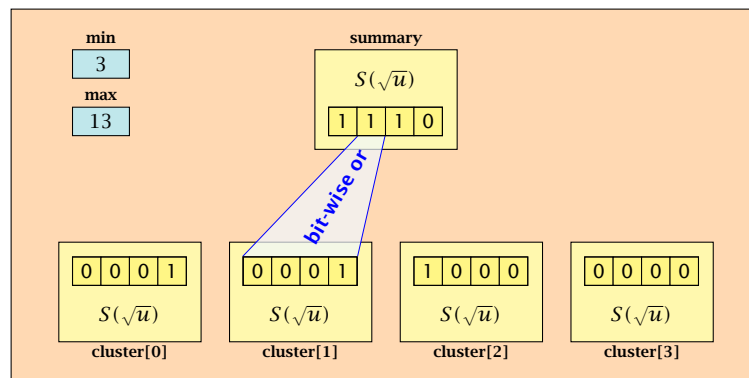 min
3
max
13
summary
S(√u)
1 1 1 0
bit-wise or
0 0 0 1
S(√u)
cluster[0]
0 0 0 1
S(√u)
cluster[1]
1 0 0 0
S(√u)
cluster[2]
0 0 0 0
S(√u)
cluster[3]